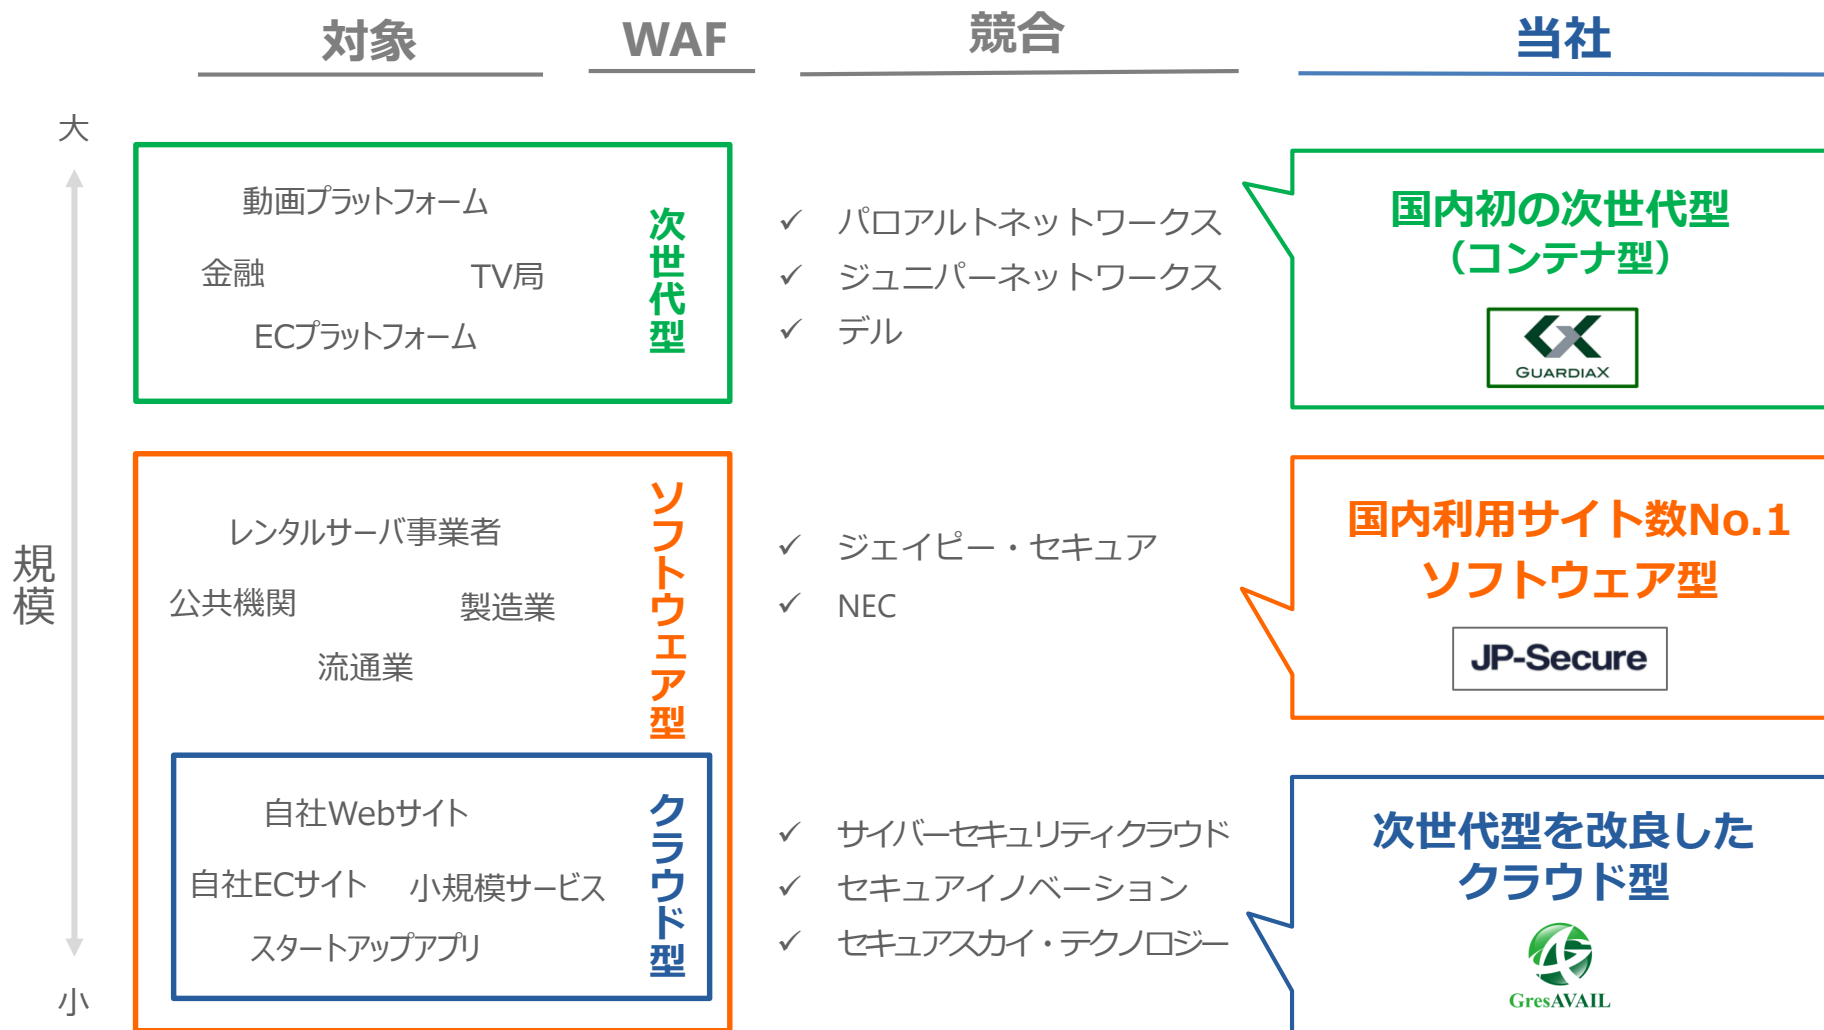 対象
WAF
競合
当社
大
規模
小
動画プラットフォーム
金融
TV局
ECプラットフォーム
次世代型
パロアルトネットワークス
ジュニパーネットワークス
デル
国内初の次世代型
（コンテナ型）
GUARDIAX
レンタルサーバ事業者
公共機関
製造業
流通業
ソフトウェア型
ジェイピー・セキュア
NEC
国内利用サイト数No.1
ソフトウェア型
JP-Secure
自社Webサイト
自社ECサイト
小規模サービス
スタートアップアプリ
クラウド型
サイバーセキュリティクラウド
セキュアイノベーション
セキュアスカイ・テクノロジー
次世代型を改良した
クラウド型
GresAVAIL